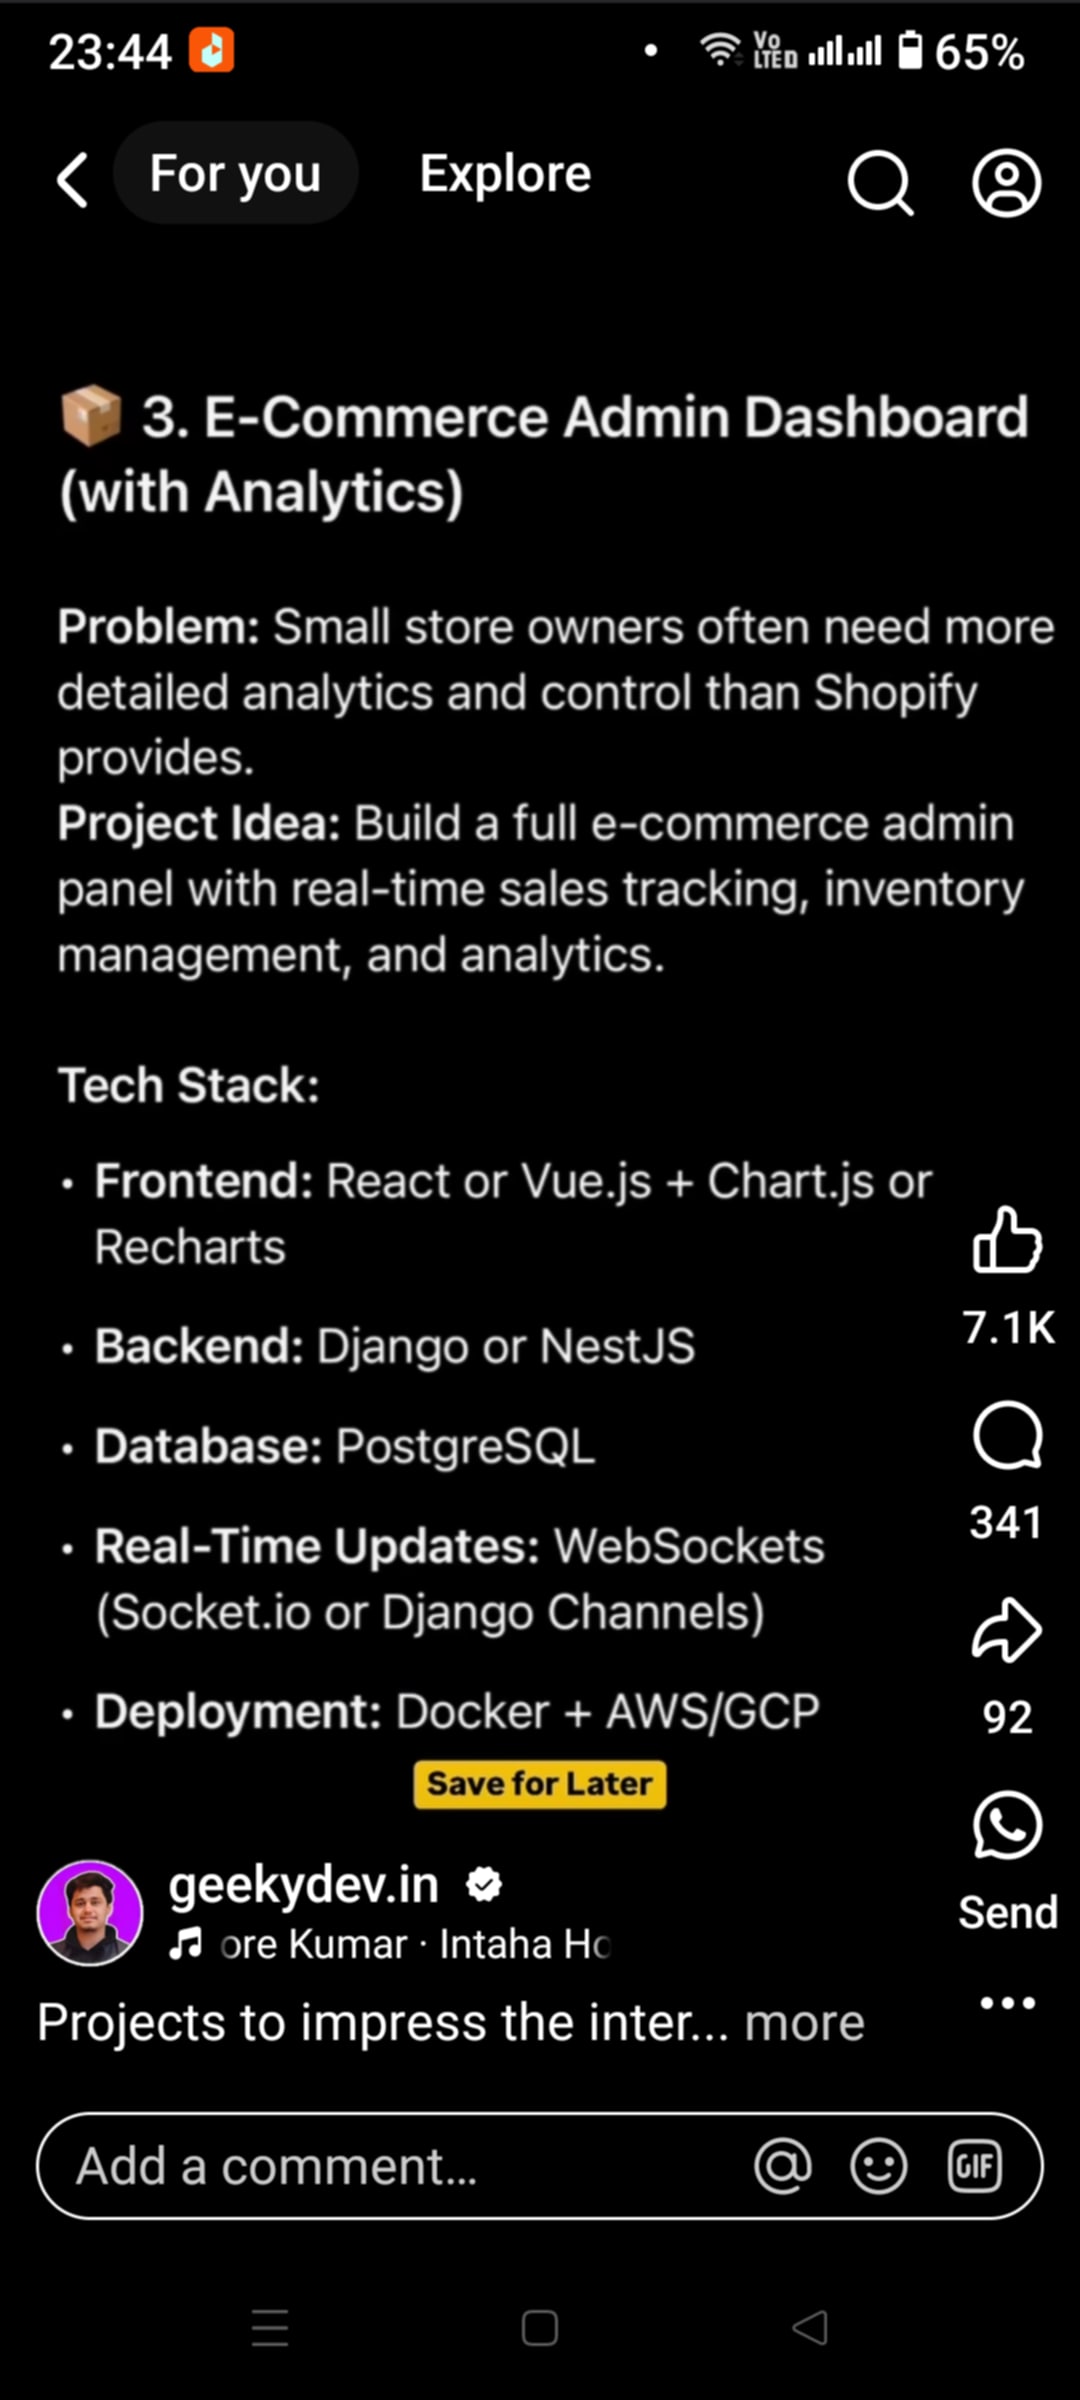 23:44 Vo LTE 65%
For you Explore
📦 3. E-Commerce Admin Dashboard
(with Analytics)
Problem: Small store owners often need more
detailed analytics and control than Shopify
provides.
Project Idea: Build a full e-commerce admin
panel with real-time sales tracking, inventory
management, and analytics.
Tech Stack:
• Frontend: React or Vue.js + Chart.js or
Recharts
• Backend: Django or NestJS
• Database: PostgreSQL
• Real-Time Updates: WebSockets
(Socket.io or Django Channels)
• Deployment: Docker + AWS/GCP
Save for Later
7.1K
341
92
Send
geekydev.in
ore Kumar · Intaha Ho
Projects to impress the inter... more
Add a comment... GIF